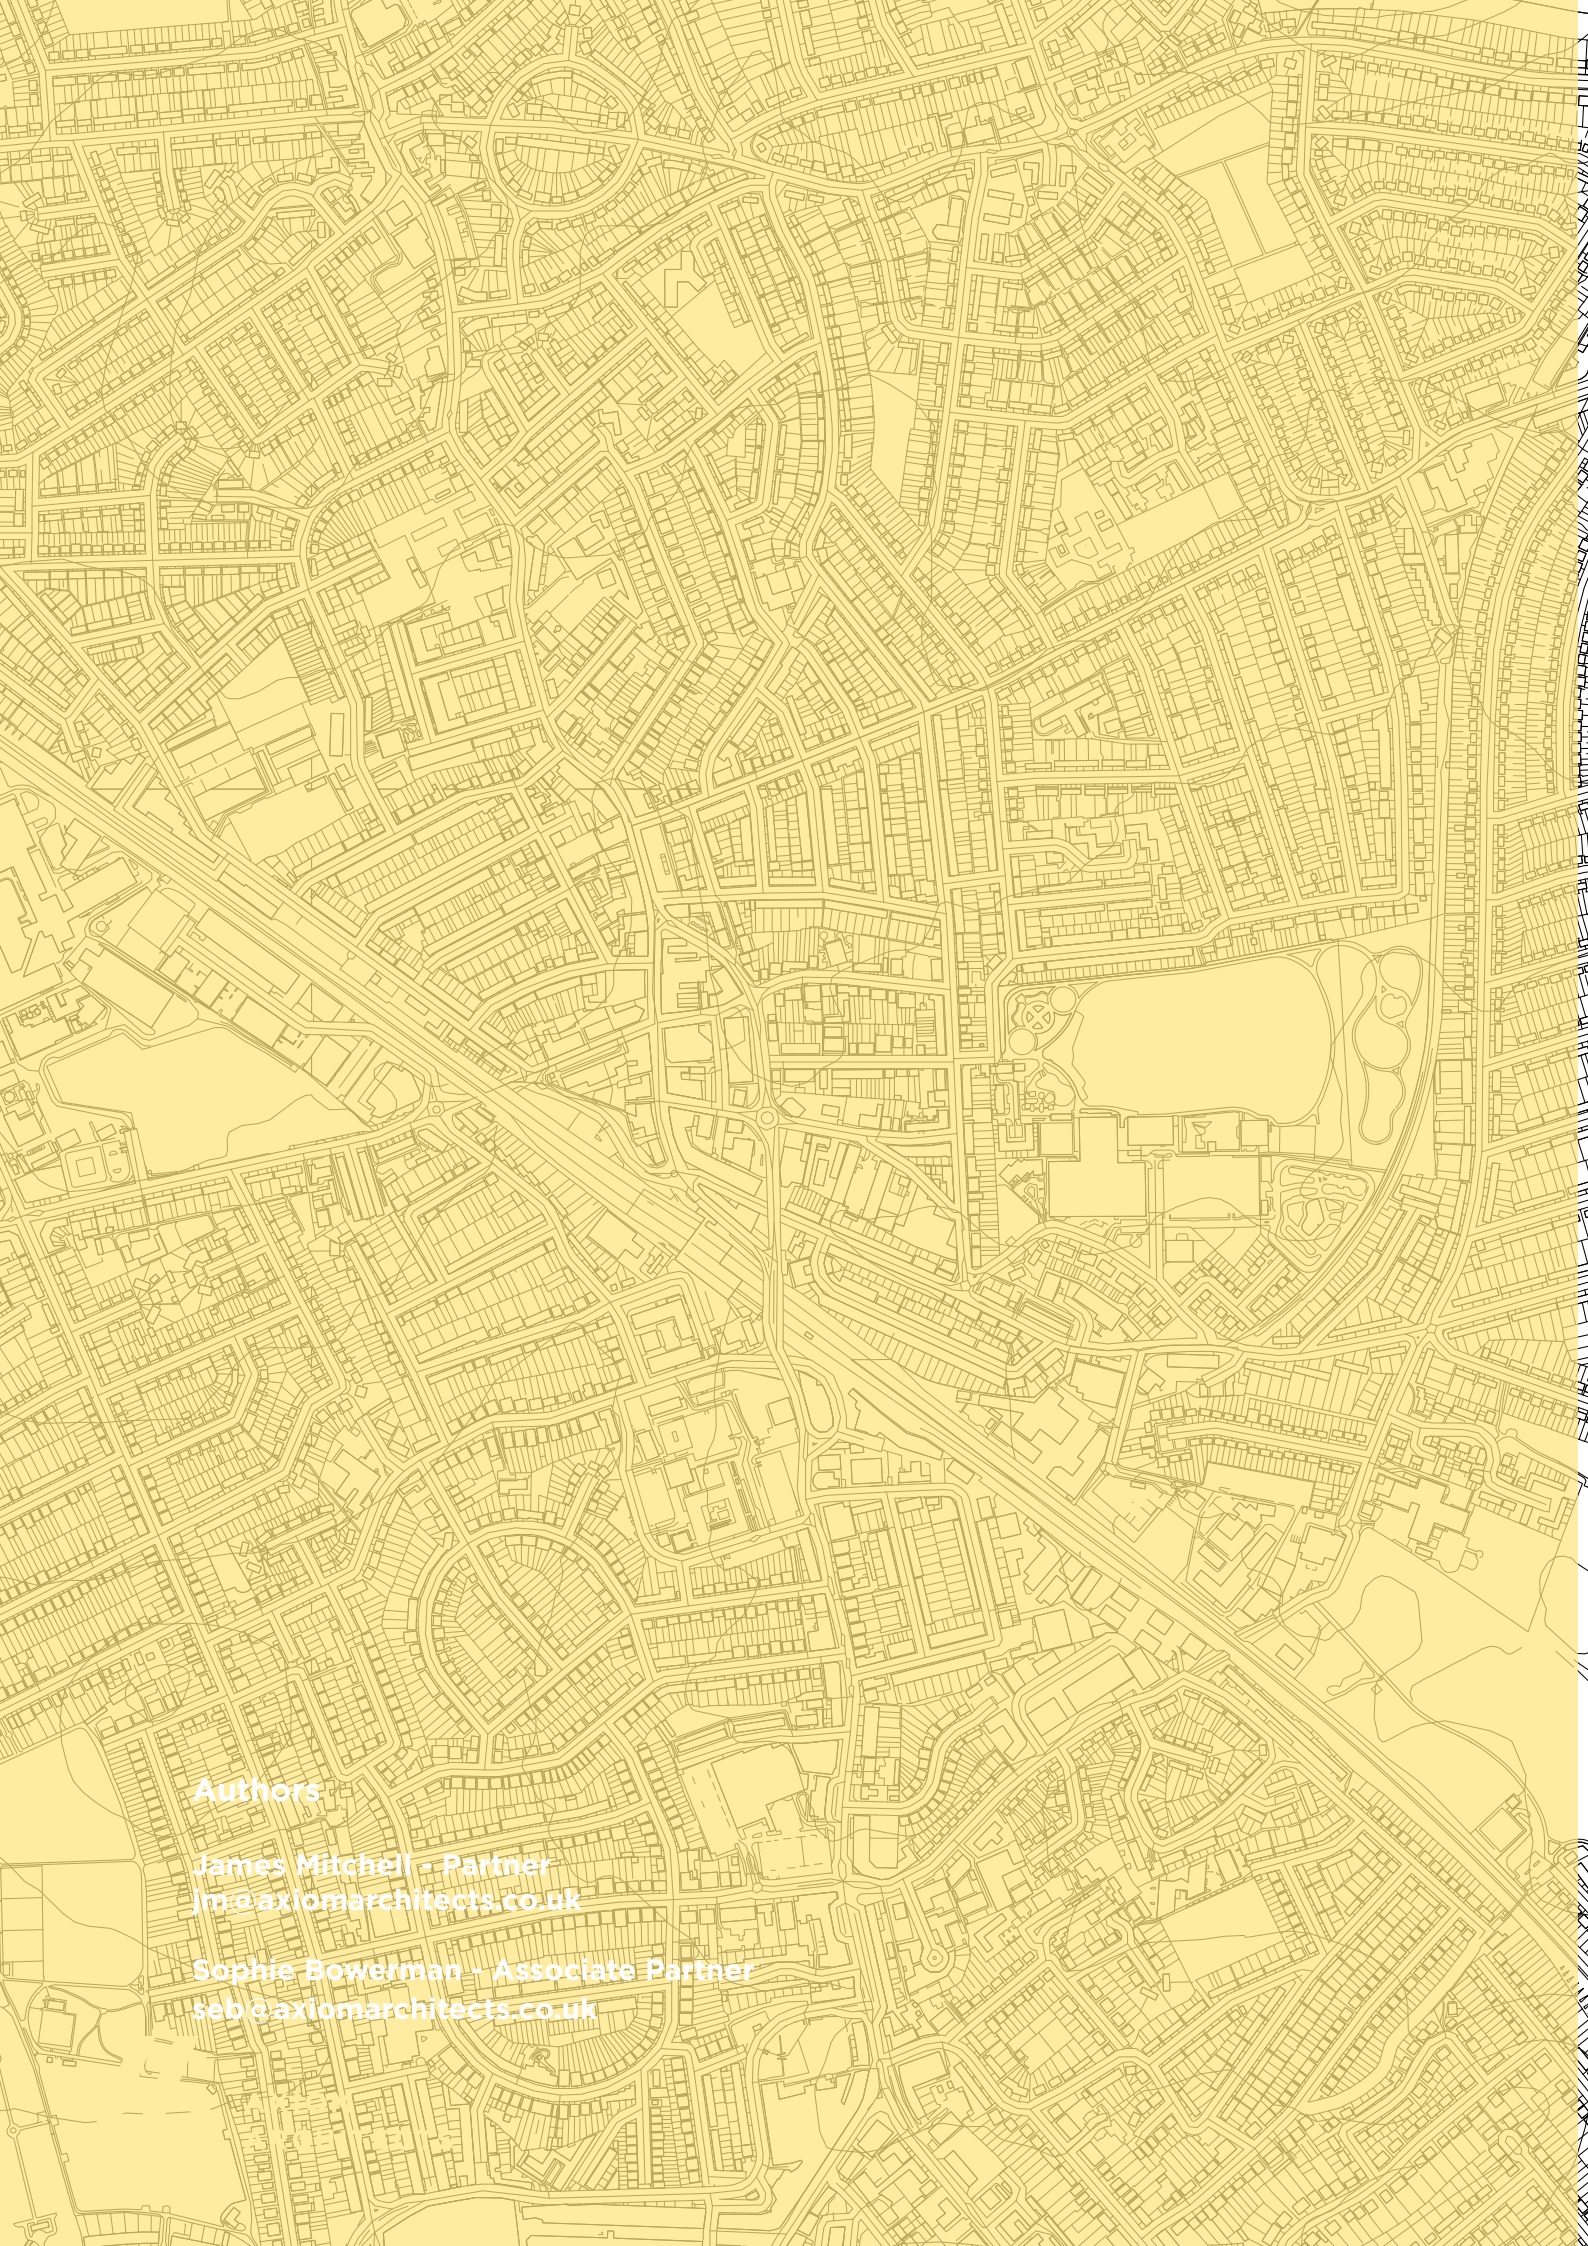 Authors
James Mitchell - Partner
jm@axiomarchitects.co.uk
Sophie Bowerman - Associate Partner
seb@axiomarchitects.co.uk